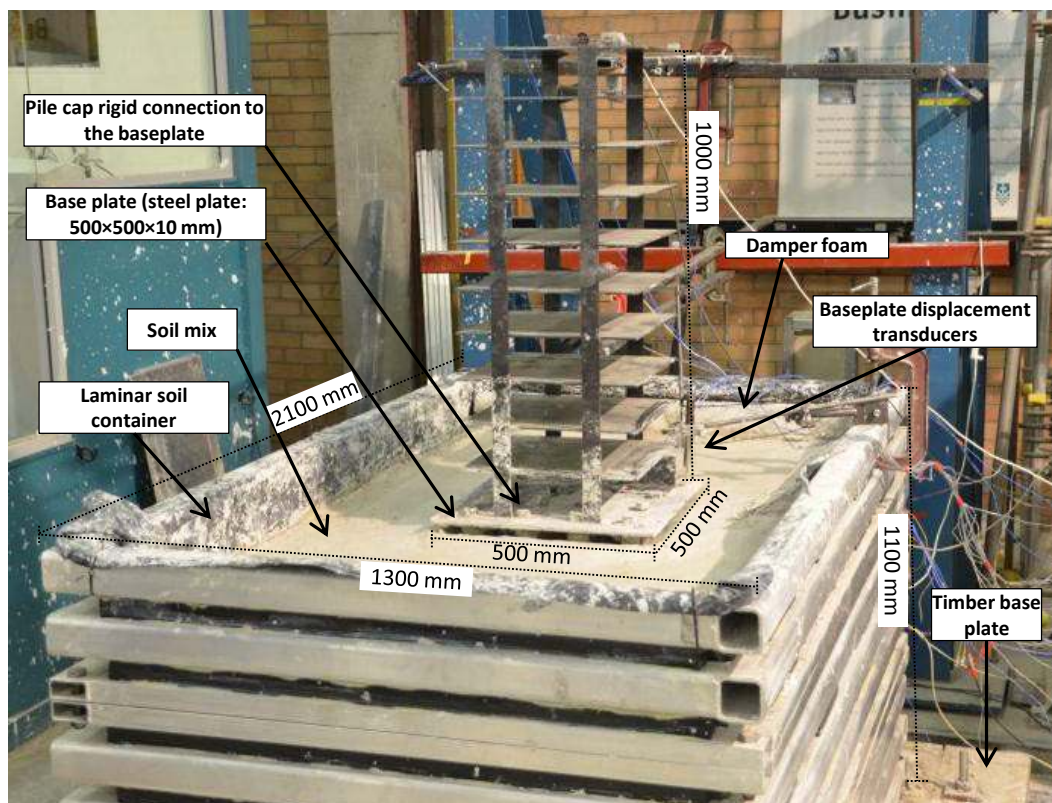 Busin
Pile cap rigid connection to
the baseplate
Base plate (steel plate:
500×500×10 mm)
Soil mix
Laminar soil
container
10000 mm
Damper foam
Baseplate displacement
transducers
2100 mm
500 mm
500 mm
1300 mm
1100 mm
Timber base
plate